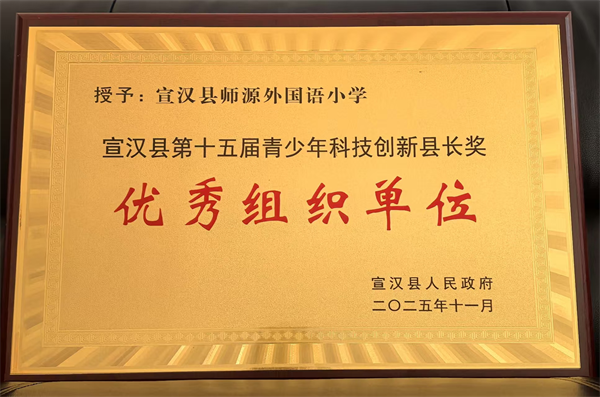 授予：宣汉县师源外国语小学
宣汉县第十五届青少年科技创新县长奖
优秀组织单位
宣汉县人民政府
二〇二五年十一月